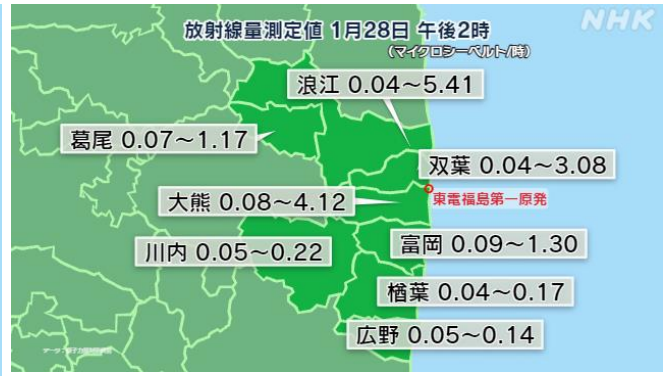 放射線量測定値 1月28日 午後2時
NHK
(マイクロシーベルト/時)
浪江 0.04～5.41
葛尾 0.07～1.17
双葉 0.04～3.08
大熊 0.08～4.12
東電福島第一原発
川内 0.05～0.22
富岡 0.09～1.30
楢葉 0.04～0.17
広野 0.05～0.14